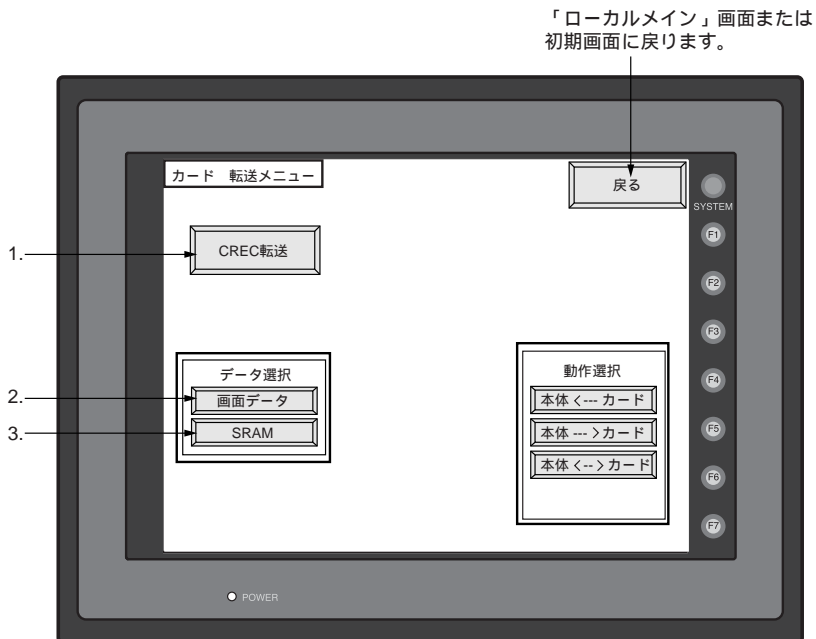 「ローカルメイン」画面または
初期画面に戻ります。
カード 転送メニュー
戻る
SYSTEM
1.
CREC転送
F1
F2
F3
データ選択
動作選択
2.
画面データ
本体 <--- カード
F4
3.
SRAM
本体 --- >カード
F5
本体 <-- >カード
F6
F7
POWER